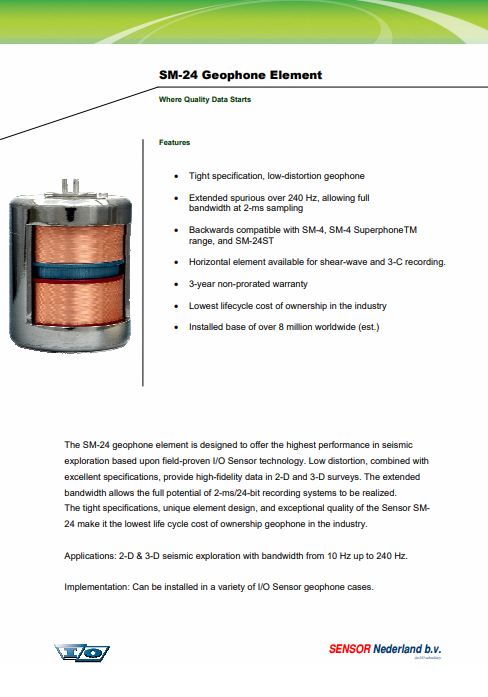 SM-24 Geophone Element
Where Quality Data Starts
Features
• Tight specification, low-distortion geophone
• Extended spurious over 240 Hz, allowing full
bandwidth at 2-ms sampling
• Backwards compatible with SM-4, SM-4 SuperphoneTM
range, and SM-24ST
• Horizontal element available for shear-wave and 3-C recording.
• 3-year non-prorated warranty
• Lowest lifecycle cost of ownership in the industry
• Installed base of over 8 million worldwide (est.)
The SM-24 geophone element is designed to offer the highest performance in seismic
exploration based upon field-proven I/O Sensor technology. Low distortion, combined with
excellent specifications, provide high-fidelity data in 2-D and 3-D surveys. The extended
bandwidth allows the full potential of 2-ms/24-bit recording systems to be realized.
The tight specifications, unique element design, and exceptional quality of the Sensor SM-
24 make it the lowest life cycle cost of ownership geophone in the industry.
Applications: 2-D & 3-D seismic exploration with bandwidth from 10 Hz up to 240 Hz.
Implementation: Can be installed in a variety of I/O Sensor geophone cases.
I/O
SENSOR Nederland b.v.